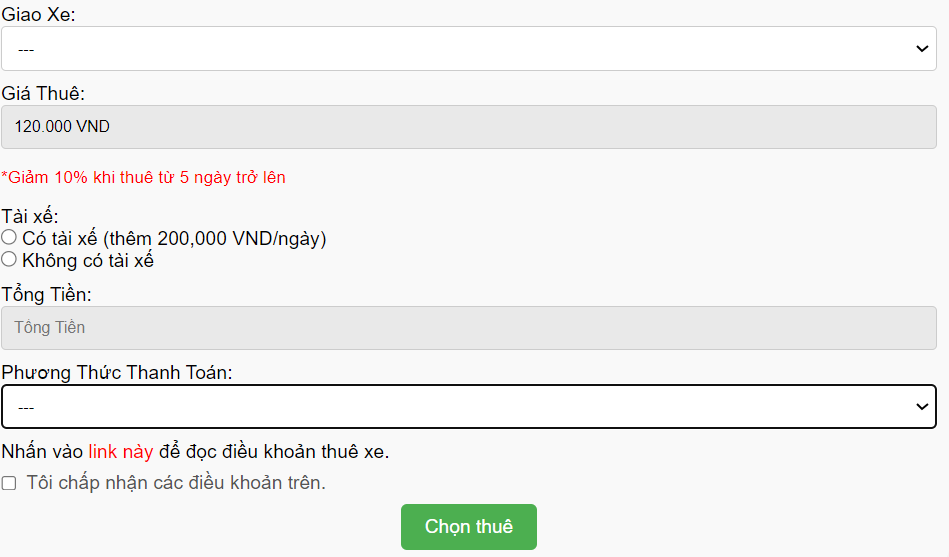 Giao Xe:
---
Giá Thuê:
120.000 VND
*Giảm 10% khi thuê từ 5 ngày trở lên
Tài xế:
Có tài xế (thêm 200,000 VND/ngày)
Không có tài xế
Tổng Tiền:
Tổng Tiền
Phương Thức Thanh Toán:
---
Nhấn vào link này để đọc điều khoản thuê xe.
Tôi chấp nhận các điều khoản trên.
Chọn thuê